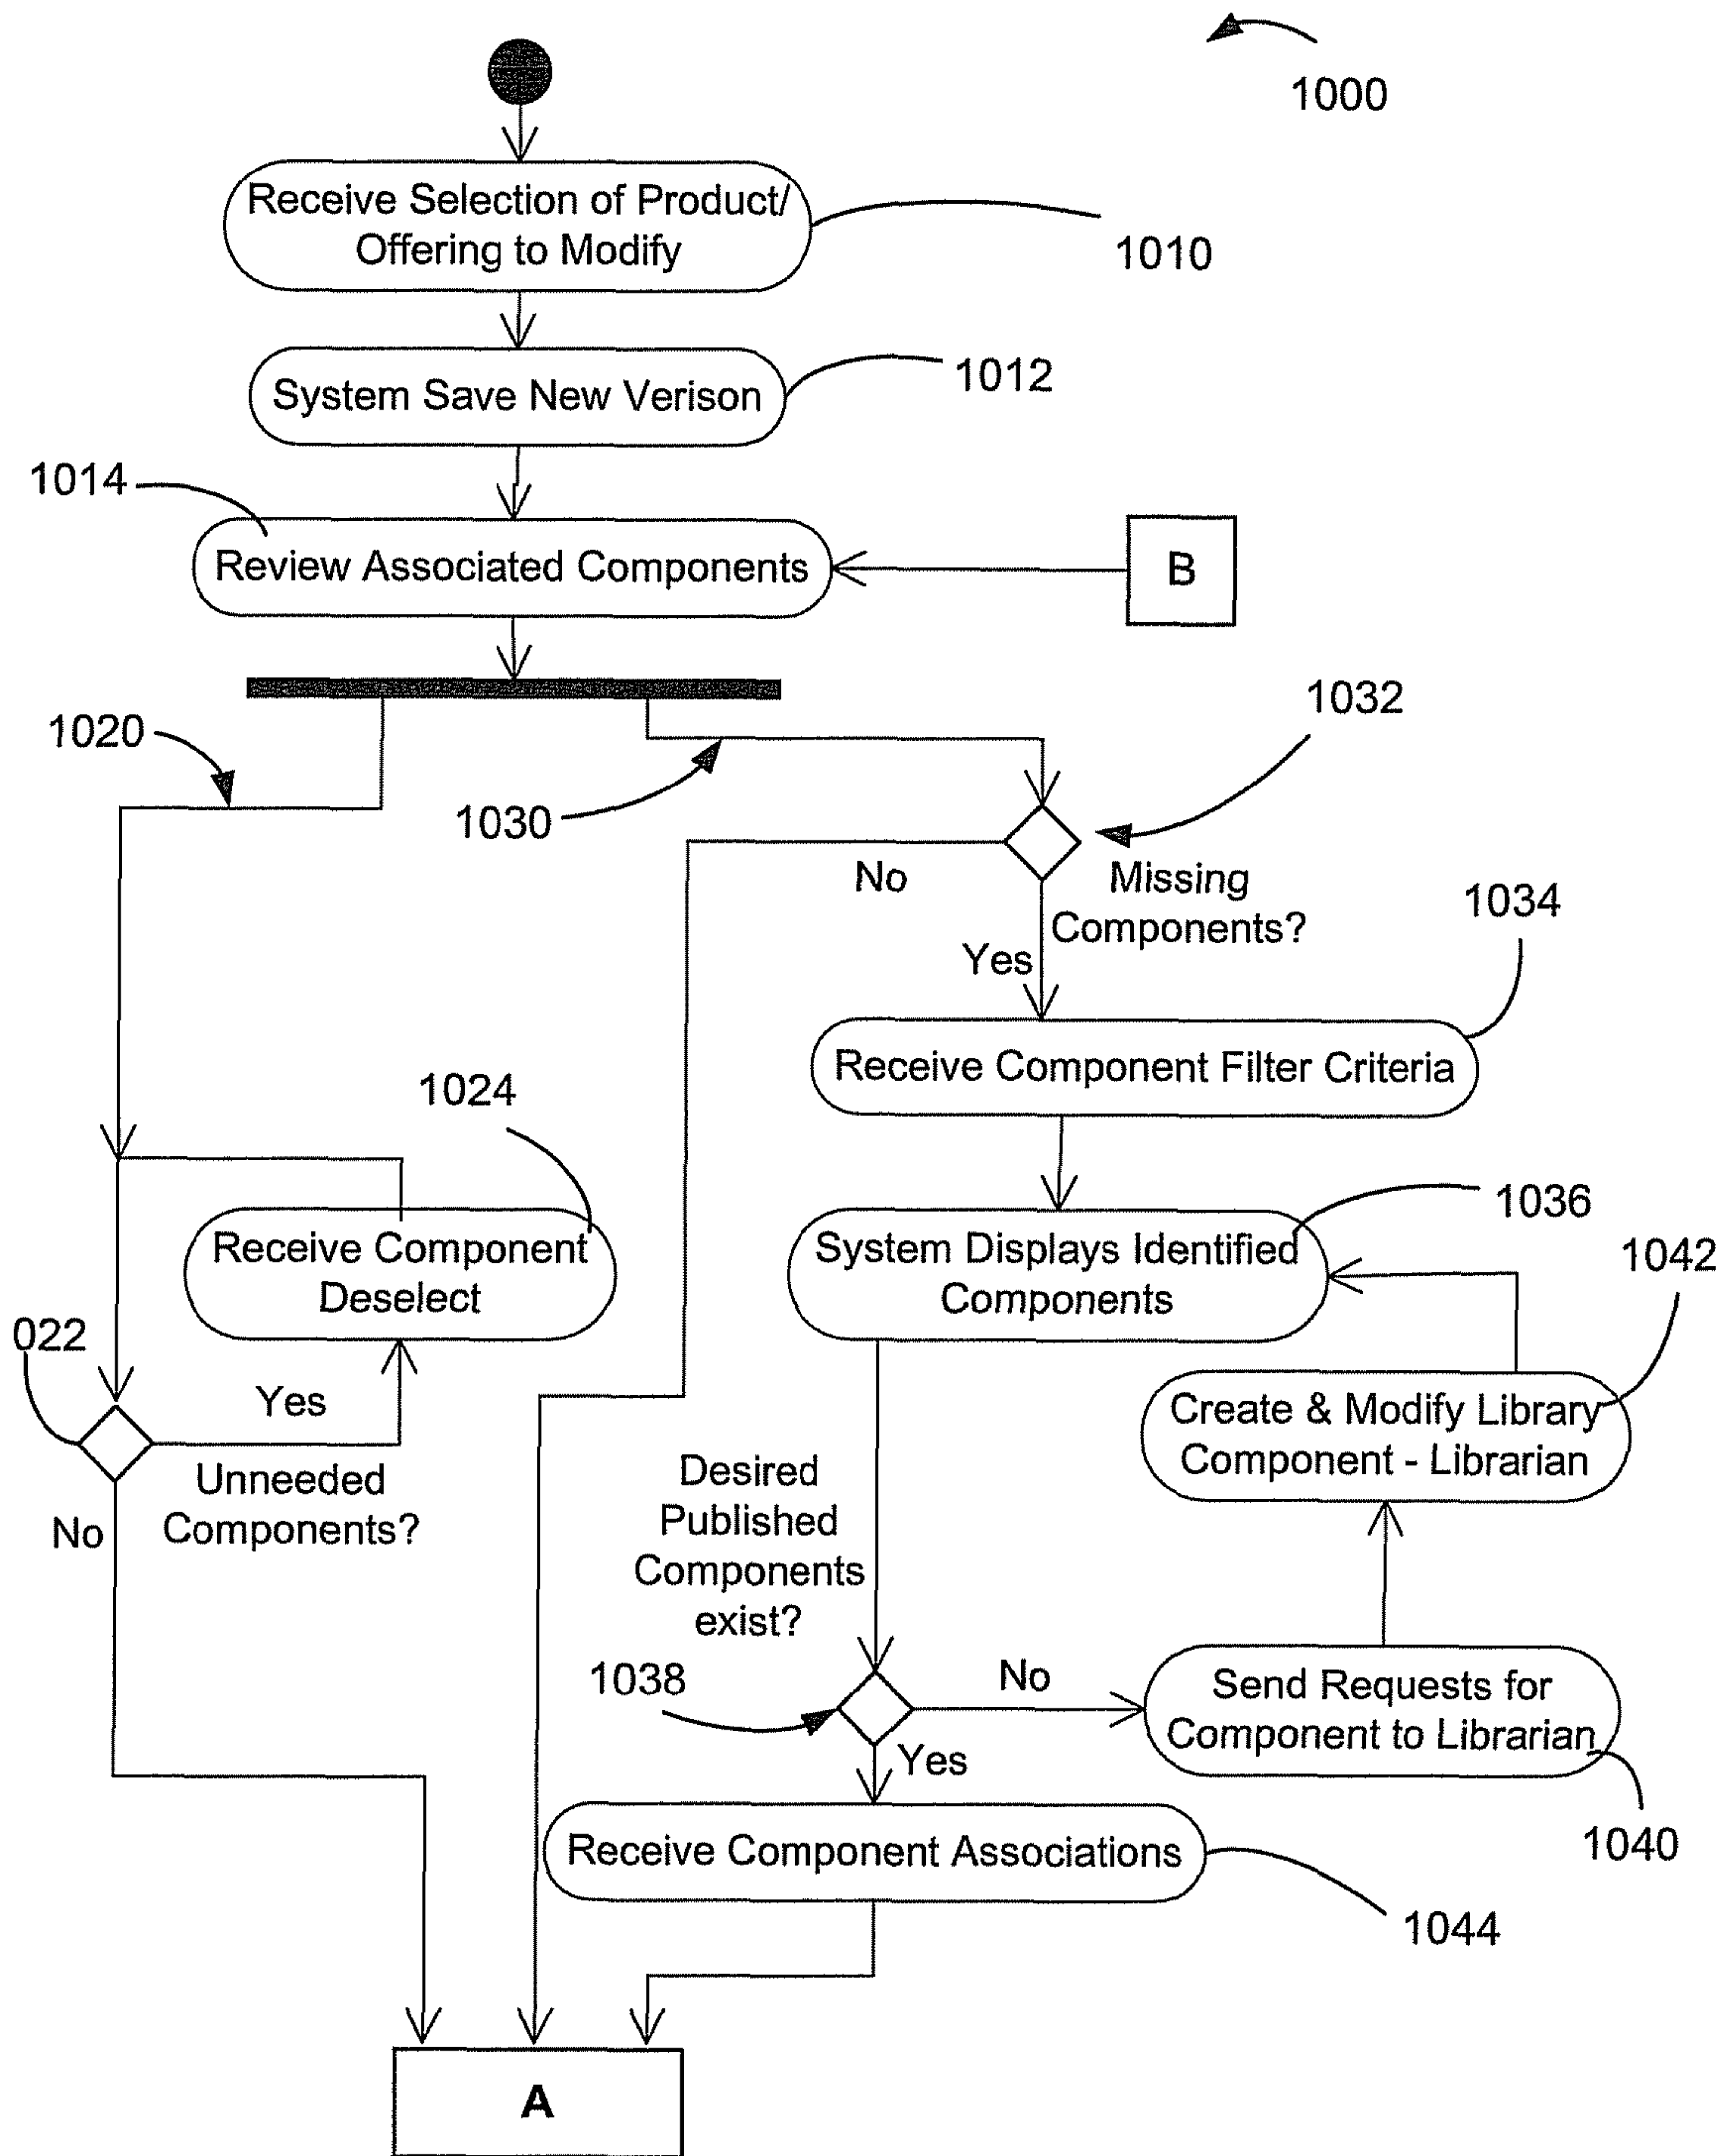 1000
Receive Selection of Product/
Offering to Modify
1010
System Save New Verison
1012
1014
Review Associated Components
B
1020
1030
1032
No
Missing
Components?
Yes
1034
Receive Component Filter Criteria
1024
Receive Component
Deselect
System Displays Identified
Components
1036
1042
022
Yes
Unneeded
Components?
No
Create & Modify Library
Component - Librarian
Desired
Published
Components
exist?
1038
No
Yes
Send Requests for
Component to Librarian
1040
Receive Component Associations
1044
A